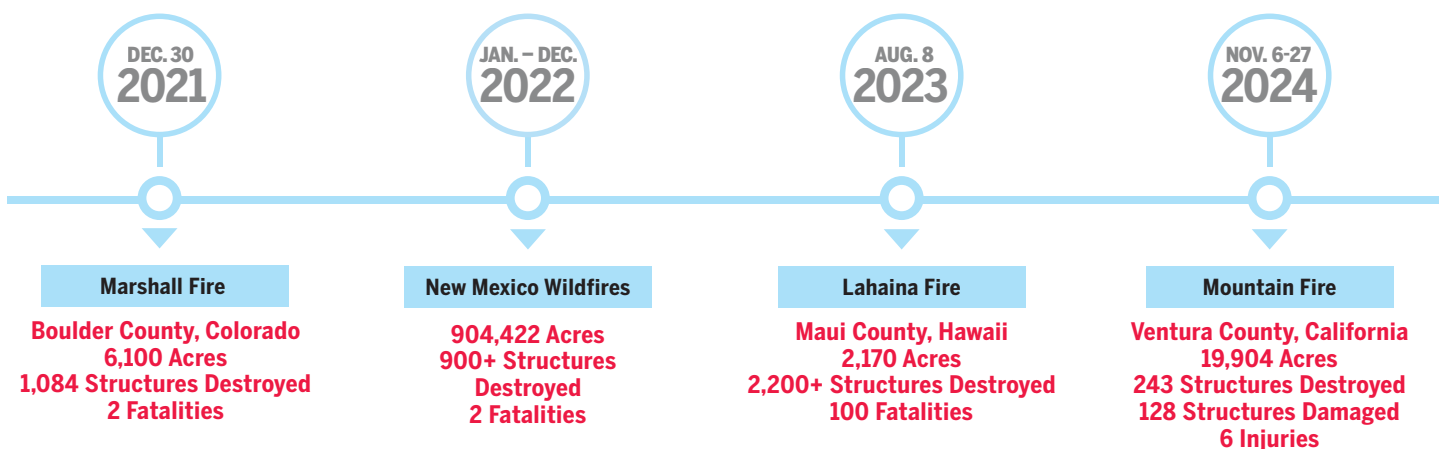 DEC. 30
2021
JAN. – DEC.
2022
AUG. 8
2023
NOV. 6-27
2024
Marshall Fire
Boulder County, Colorado
6,100 Acres
1,084 Structures Destroyed
2 Fatalities
New Mexico Wildfires
904,422 Acres
900+ Structures
Destroyed
2 Fatalities
Lahaina Fire
Maui County, Hawaii
2,170 Acres
2,200+ Structures Destroyed
100 Fatalities
Mountain Fire
Ventura County, California
19,904 Acres
243 Structures Destroyed
128 Structures Damaged
6 Injuries